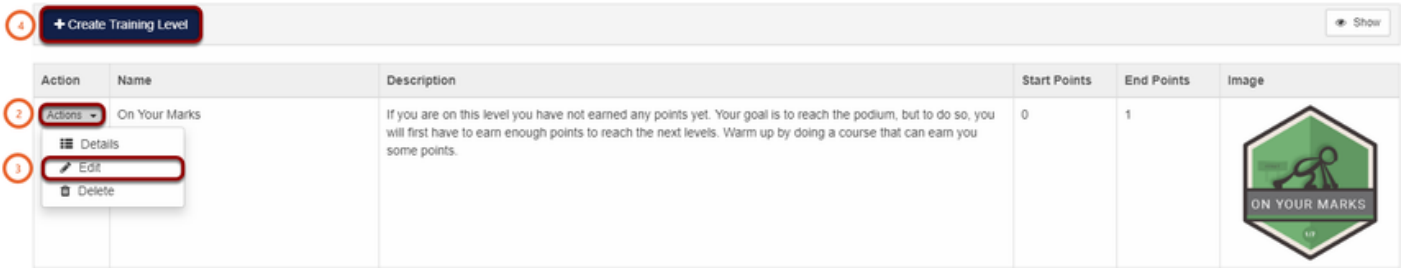 4
+ Create Training Level
Show
Action Name Description Start Points End Points Image
2
Actions On Your Marks If you are on this level you have not earned any points yet. Your goal is to reach the podium, but to do so, you 0 1
will first have to earn enough points to reach the next levels. Warm up by doing a course that can earn you
some points.
Details
3
Edit
Delete
ON YOUR MARKS
1/7